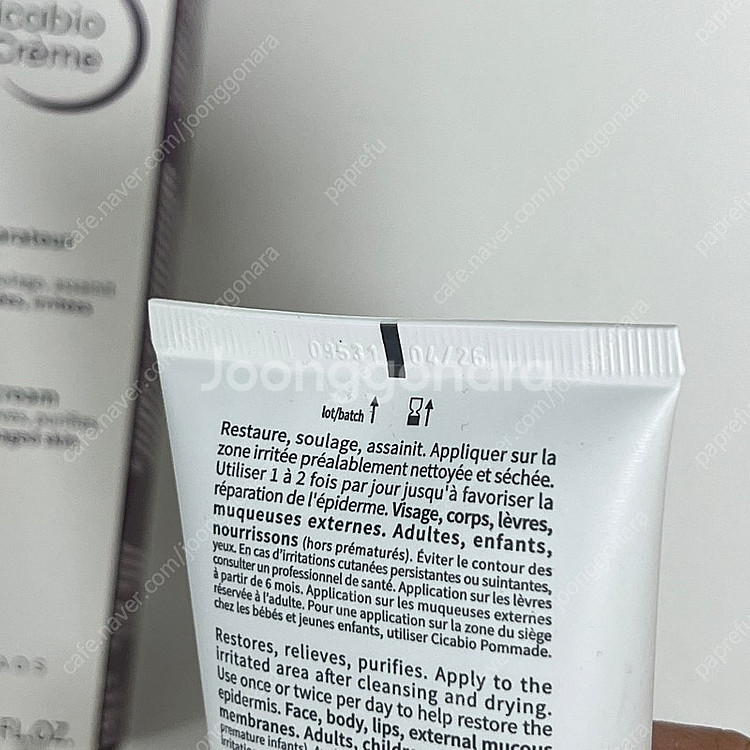 icabio
Crème
09531 04/26
lot/batch
Restaure, soulage, assainit. Appliquer sur la
zone irritée préalablement nettoyée et séchée.
Utiliser 1 à 2 fois par jour jusqu'à favoriser la
réparation de l'épiderme. Visage, corps, lèvres,
muqueuses externes. Adultes, enfants,
nourrissons (hors prématurés). Éviter le contour des
yeux. En cas d'irritations cutanées persistantes ou suintantes,
consulter un professionnel de santé. Application sur les lèvres
à partir de 6 mois. Application sur les muqueuses externes
réservée à l'adulte. Pour une application sur la zone du siège
chez les bébés et jeunes enfants, utiliser Cicabio Pommade.
Restores, relieves, purifies. Apply to the
irritated area after cleansing and drying.
Use once or twice per day to help restore the
epidermis. Face, body, lips, external mucous
membranes. Adults,
premature infants).
Joonggonara
cafe.naver.com/joonggonara
paprefu